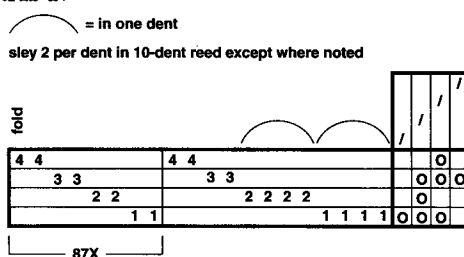 = in one dent
sley 2 per dent in 10-dent reed except where noted
fold
/
/
/
/
4 4 4 4 O
3 3 3 3 O O O
2 2 2 2 2 2 O
1 1 1 1 1 1 O O O
87X